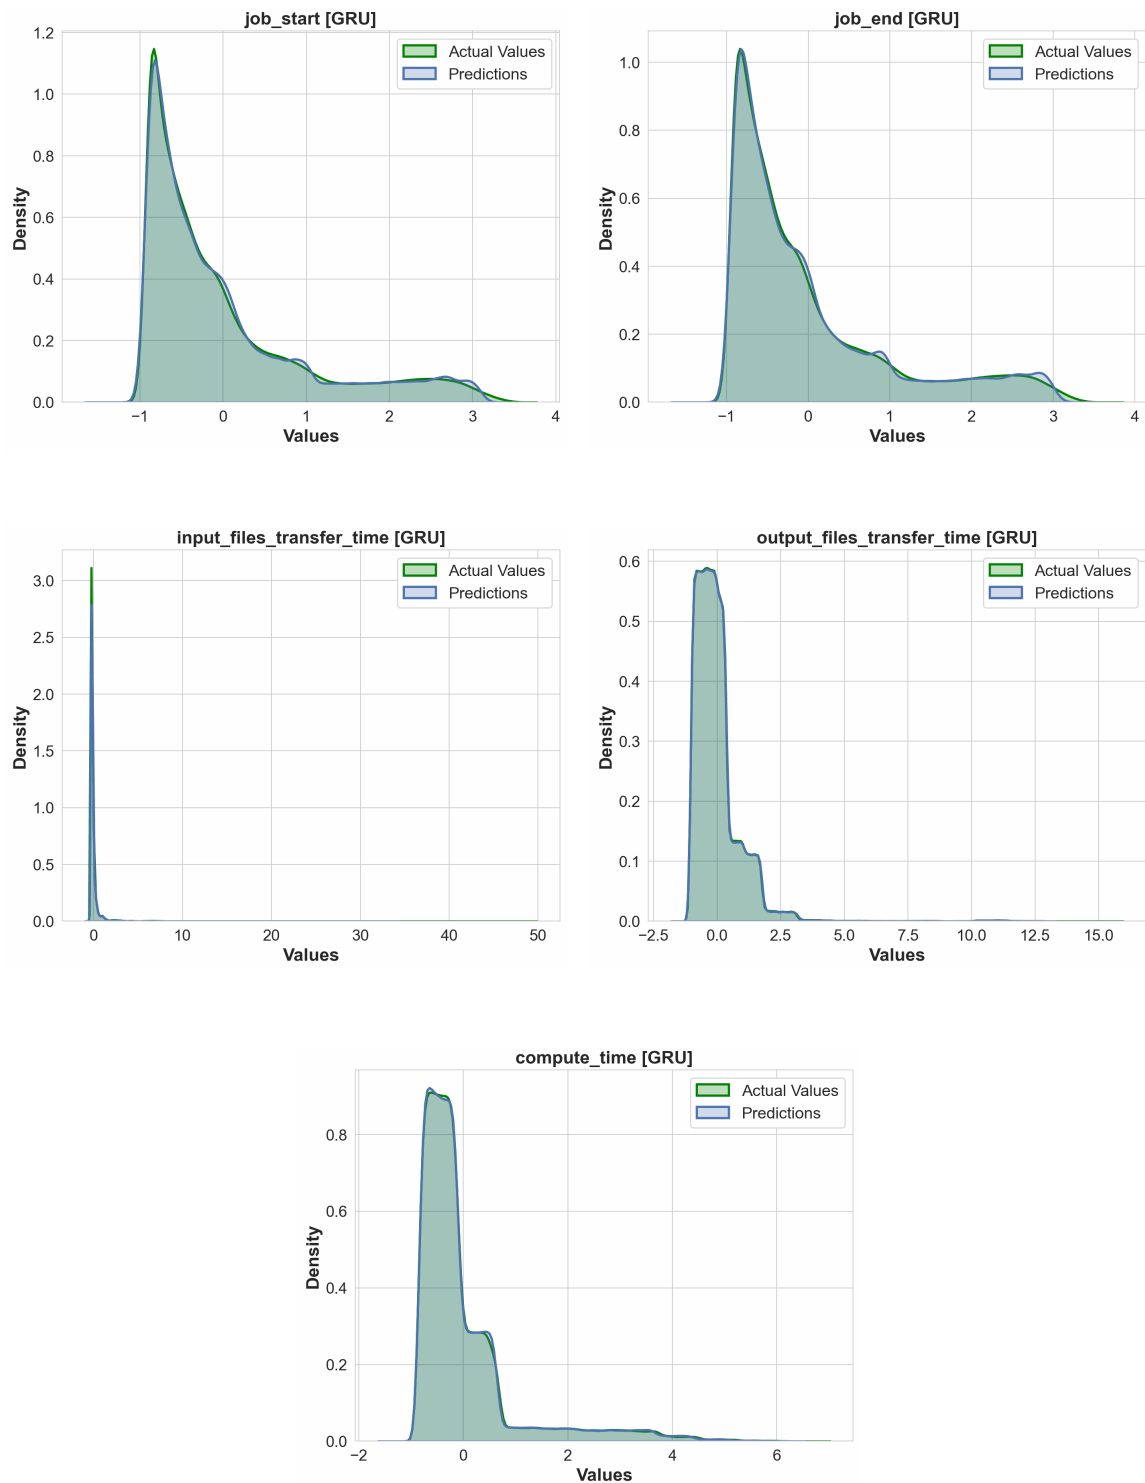 job_start [GRU]
1.2
1.0
0.8
0.6
0.4
0.2
0.0
Density
Actual Values
Predictions
−1
0
1
2
3
4
Values
job_end [GRU]
1.0
0.8
0.6
0.4
0.2
0.0
Density
Actual Values
Predictions
−1
0
1
2
3
4
Values
input_files_transfer_time [GRU]
3.0
2.5
2.0
1.5
1.0
0.5
0.0
Density
Actual Values
Predictions
0
10
20
30
40
50
Values
output_files_transfer_time [GRU]
0.6
0.5
0.4
0.3
0.2
0.1
0.0
Density
Actual Values
Predictions
−2.5
0.0
2.5
5.0
7.5
10.0
12.5
15.0
Values
compute_time [GRU]
0.8
0.6
0.4
0.2
0.0
Density
Actual Values
Predictions
−2
0
2
4
6
Values